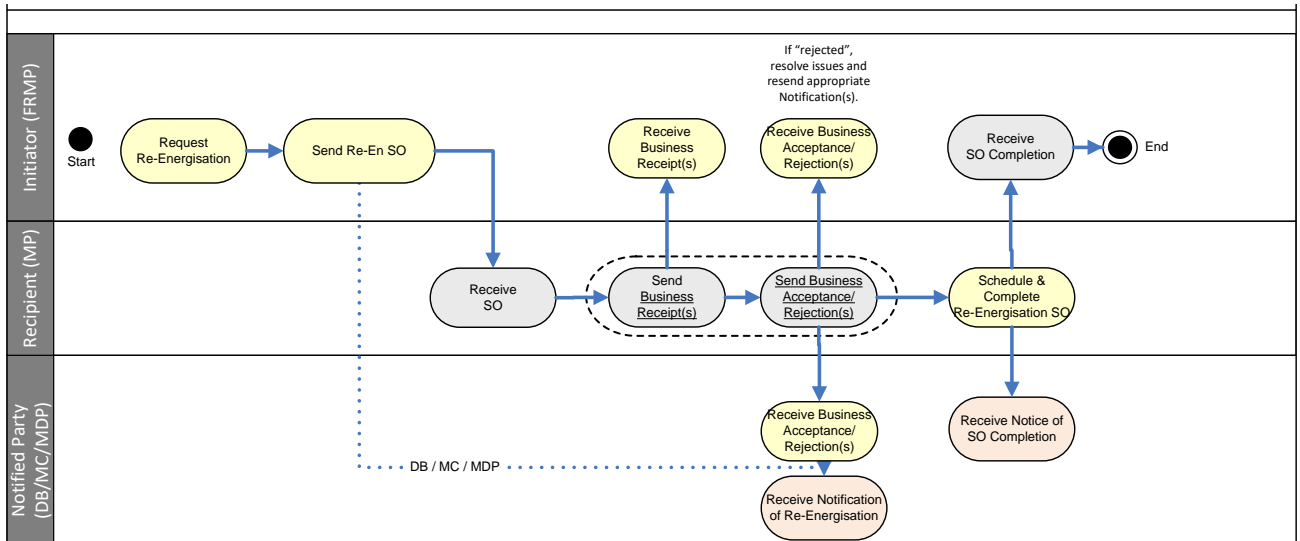 Initiator (FRMP)
If “rejected”,
resolve issues and
resend appropriate
Notification(s).
Start
Request
Re-Energisation
Send Re-En SO
Receive
Business
Receipt(s)
Receive Business
Acceptance/
Rejection(s)
Receive
SO Completion
End
Recipient (MP)
Receive
SO
Send
Business
Receipt(s)
Send Business
Acceptance/
Rejection(s)
Schedule &
Complete
Re-Energisation SO
Notified Party
(DB/MC/MDP)
Receive Business
Acceptance/
Rejection(s)
Receive Notice of
SO Completion
DB / MC / MDP
Receive Notification
of Re-Energisation